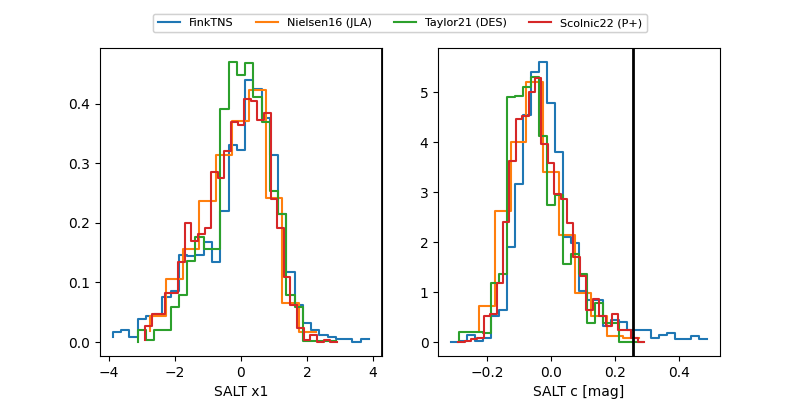 FinkTNS Nielsen16 (JLA) Taylor21 (DES) Scolnic22 (P+)
0.4
0.3
0.2
0.1
0.0
−4 −2 0 2 4
SALT x1
5
4
3
2
1
0
−0.2 0.0 0.2 0.4
SALT c [mag]